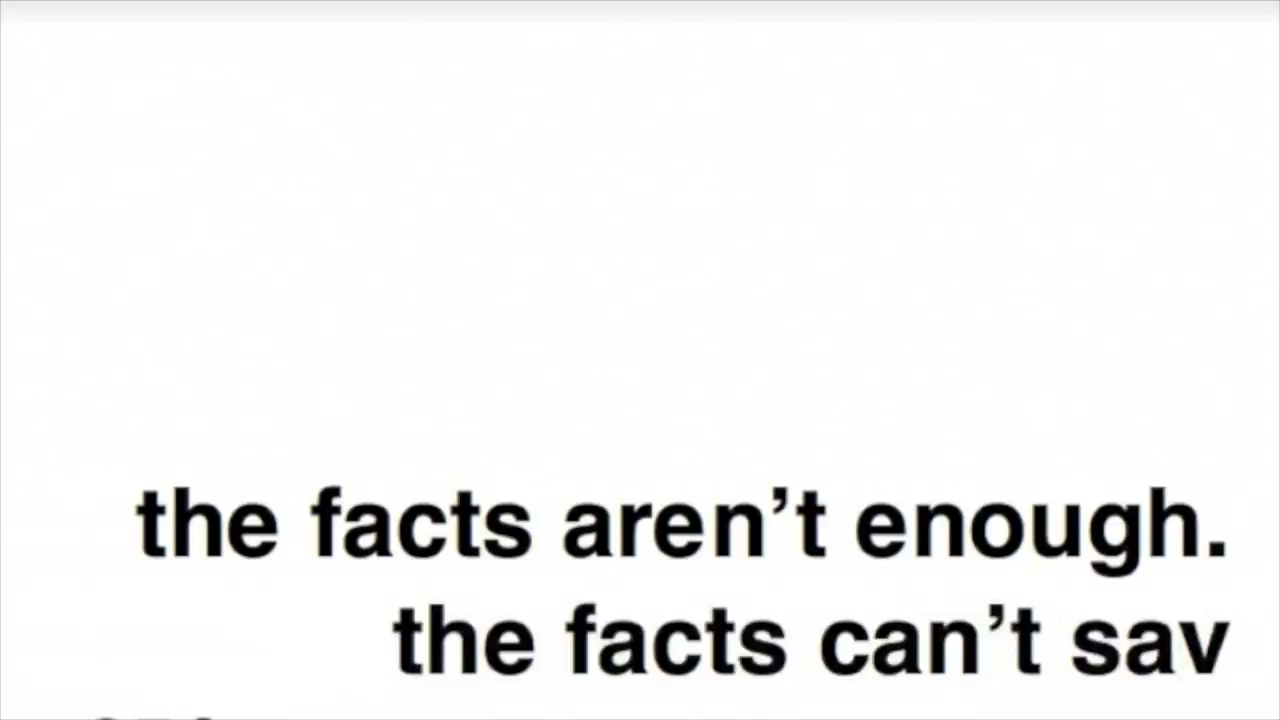 the facts aren’t enough.
the facts can’t sav